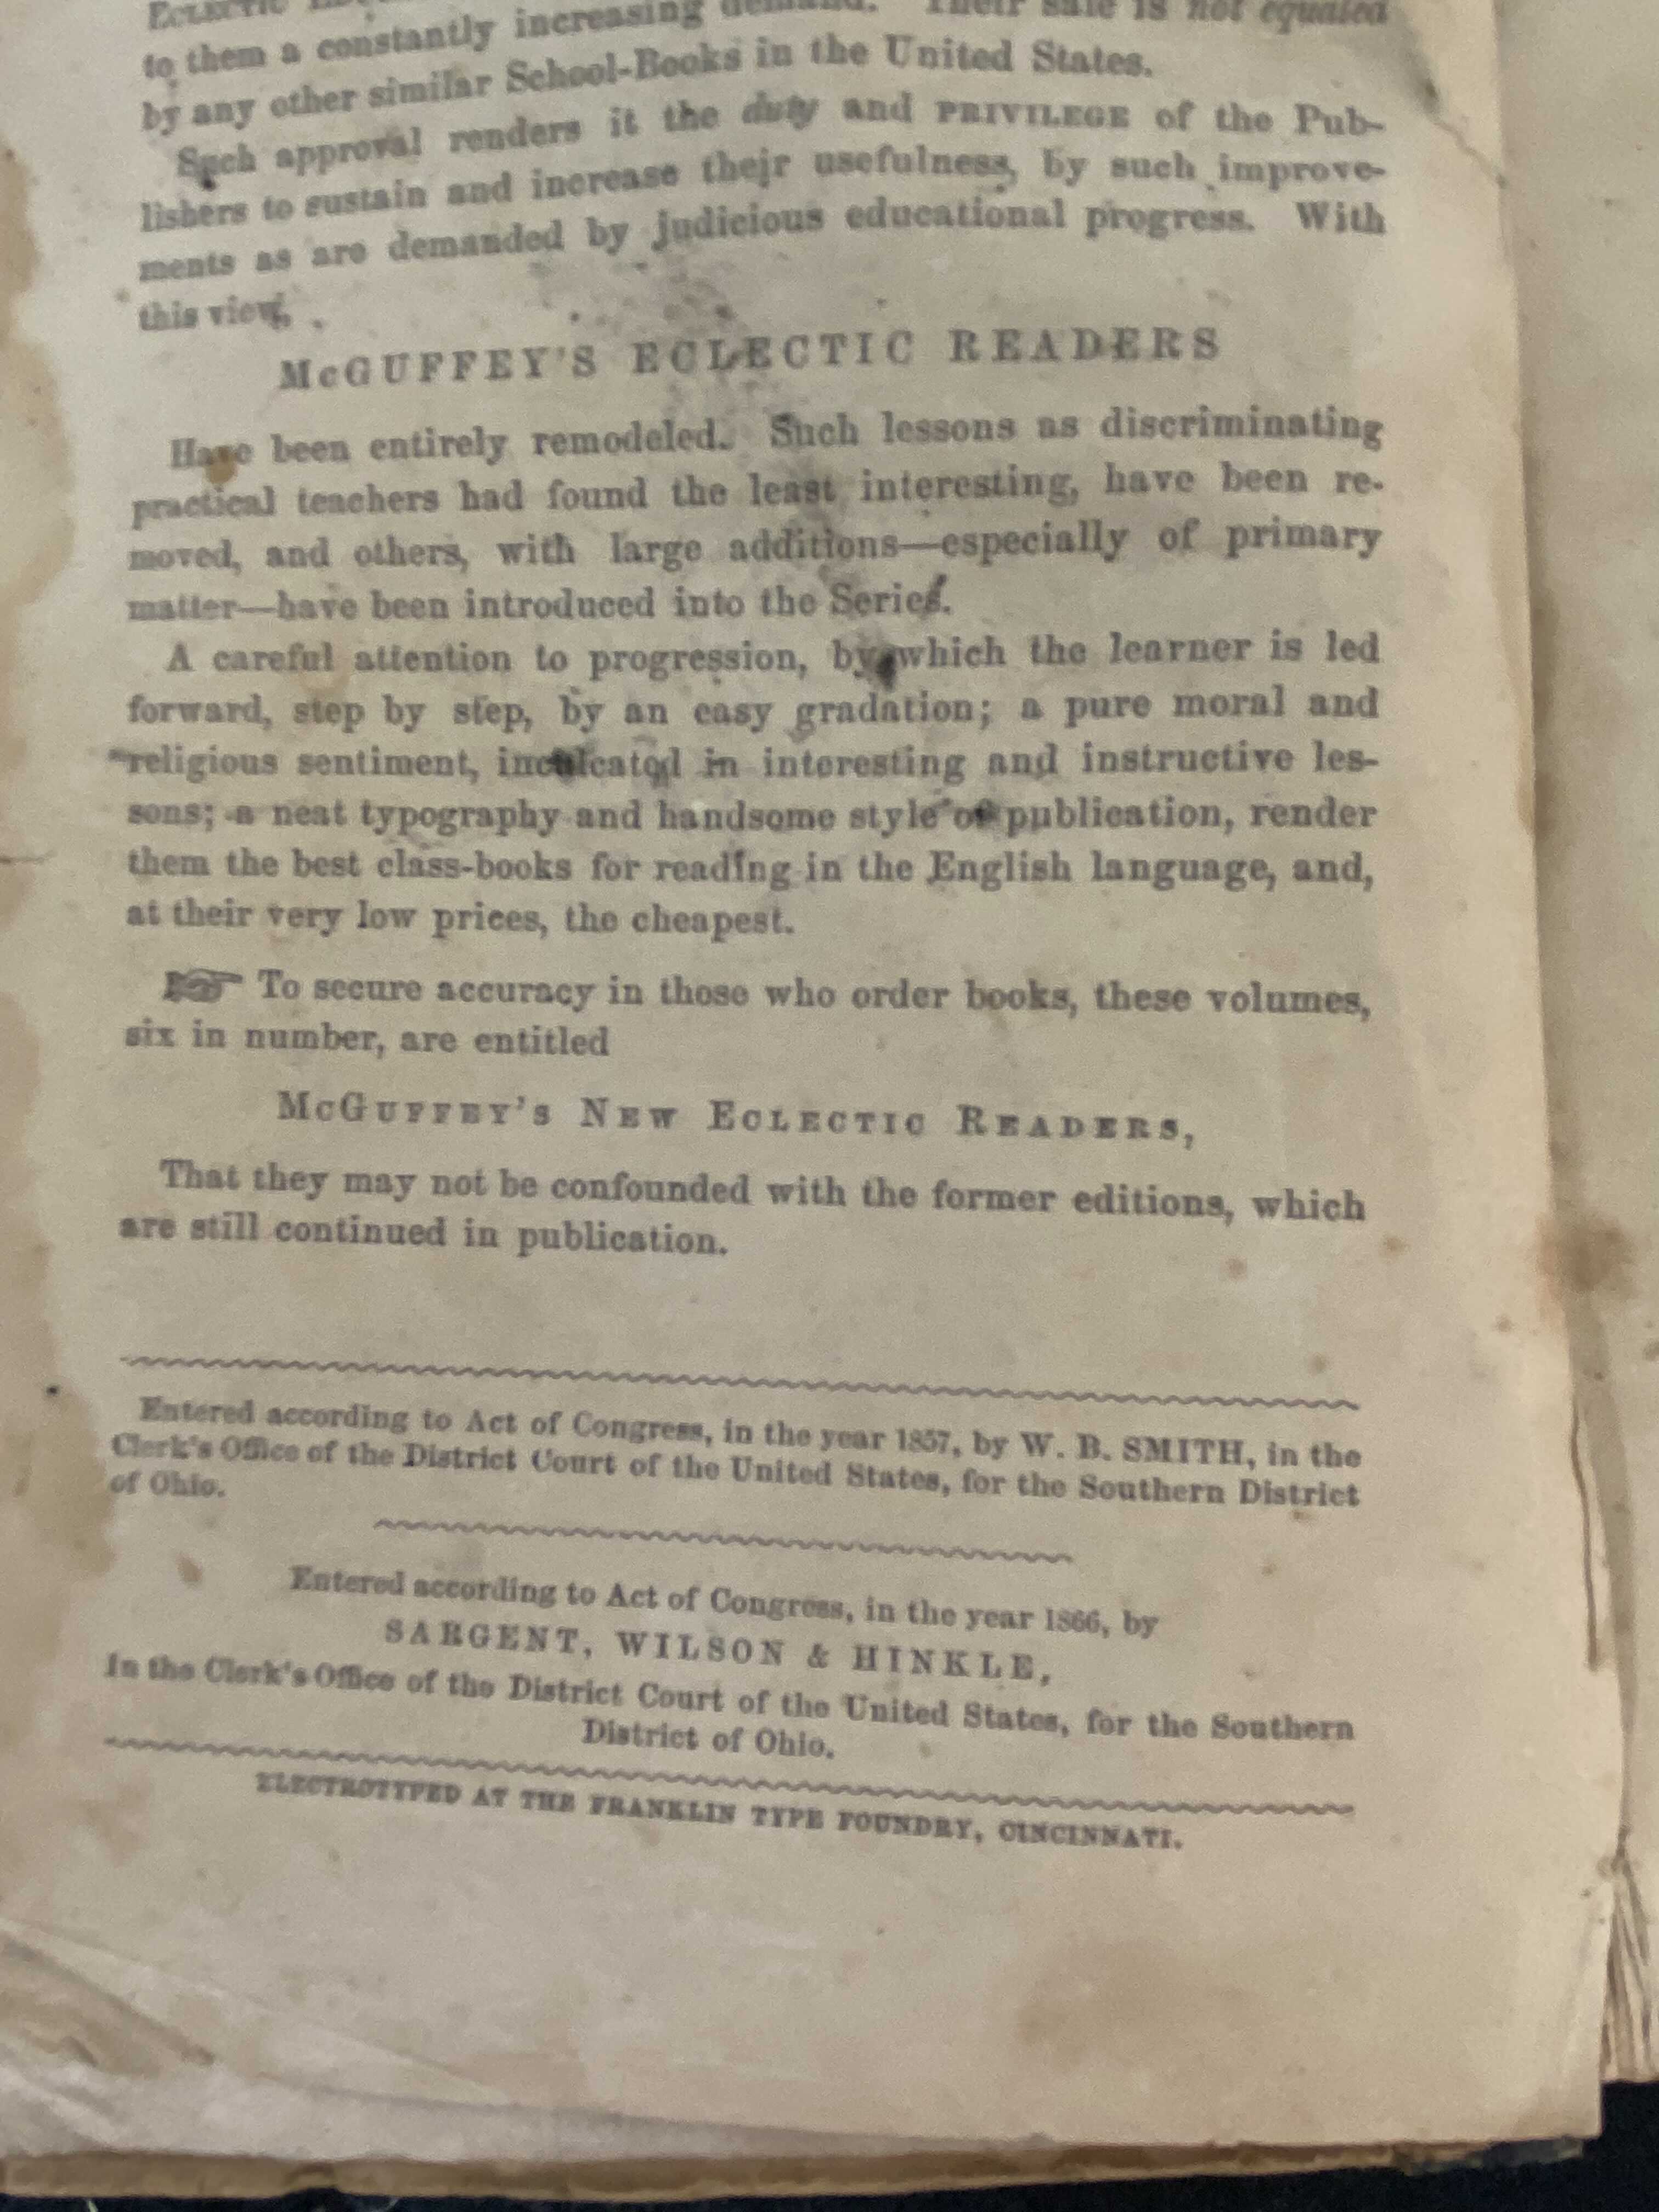 ECLECTIC
to them a constantly increasing demand. Their sale is not equaled
by any other similar School-Books in the United States.
Such approval renders it the duty and PRIVILEGE of the Pub-
lishers to sustain and increase their usefulness, by such improve-
ments as are demanded by judicious educational progress. With
this view,
McGUFFEY'S ECLECTIC READERS
Have been entirely remodeled. Such lessons as discriminating
practical teachers had found the least interesting, have been re-
moved, and others, with large additions—especially of primary
matter—have been introduced into the Series.
A careful attention to progression, by which the learner is led
forward, step by step, by an easy gradation; a pure moral and
religious sentiment, inculcated in interesting and instructive les-
sons; a neat typography and handsome style of publication, render
them the best class-books for reading in the English language, and,
at their very low prices, the cheapest.
☞ To secure accuracy in those who order books, these volumes,
six in number, are entitled
McGUFFEY'S NEW ECLECTIC READERS,
That they may not be confounded with the former editions, which
are still continued in publication.
Entered according to Act of Congress, in the year 1857, by W. B. SMITH, in the
Clerk's Office of the District Court of the United States, for the Southern District
of Ohio.
Entered according to Act of Congress, in the year 1866, by
SARGENT, WILSON & HINKLE,
In the Clerk's Office of the District Court of the United States, for the Southern
District of Ohio.
ELECTROTYPED AT THE FRANKLIN TYPE FOUNDRY, CINCINNATI.